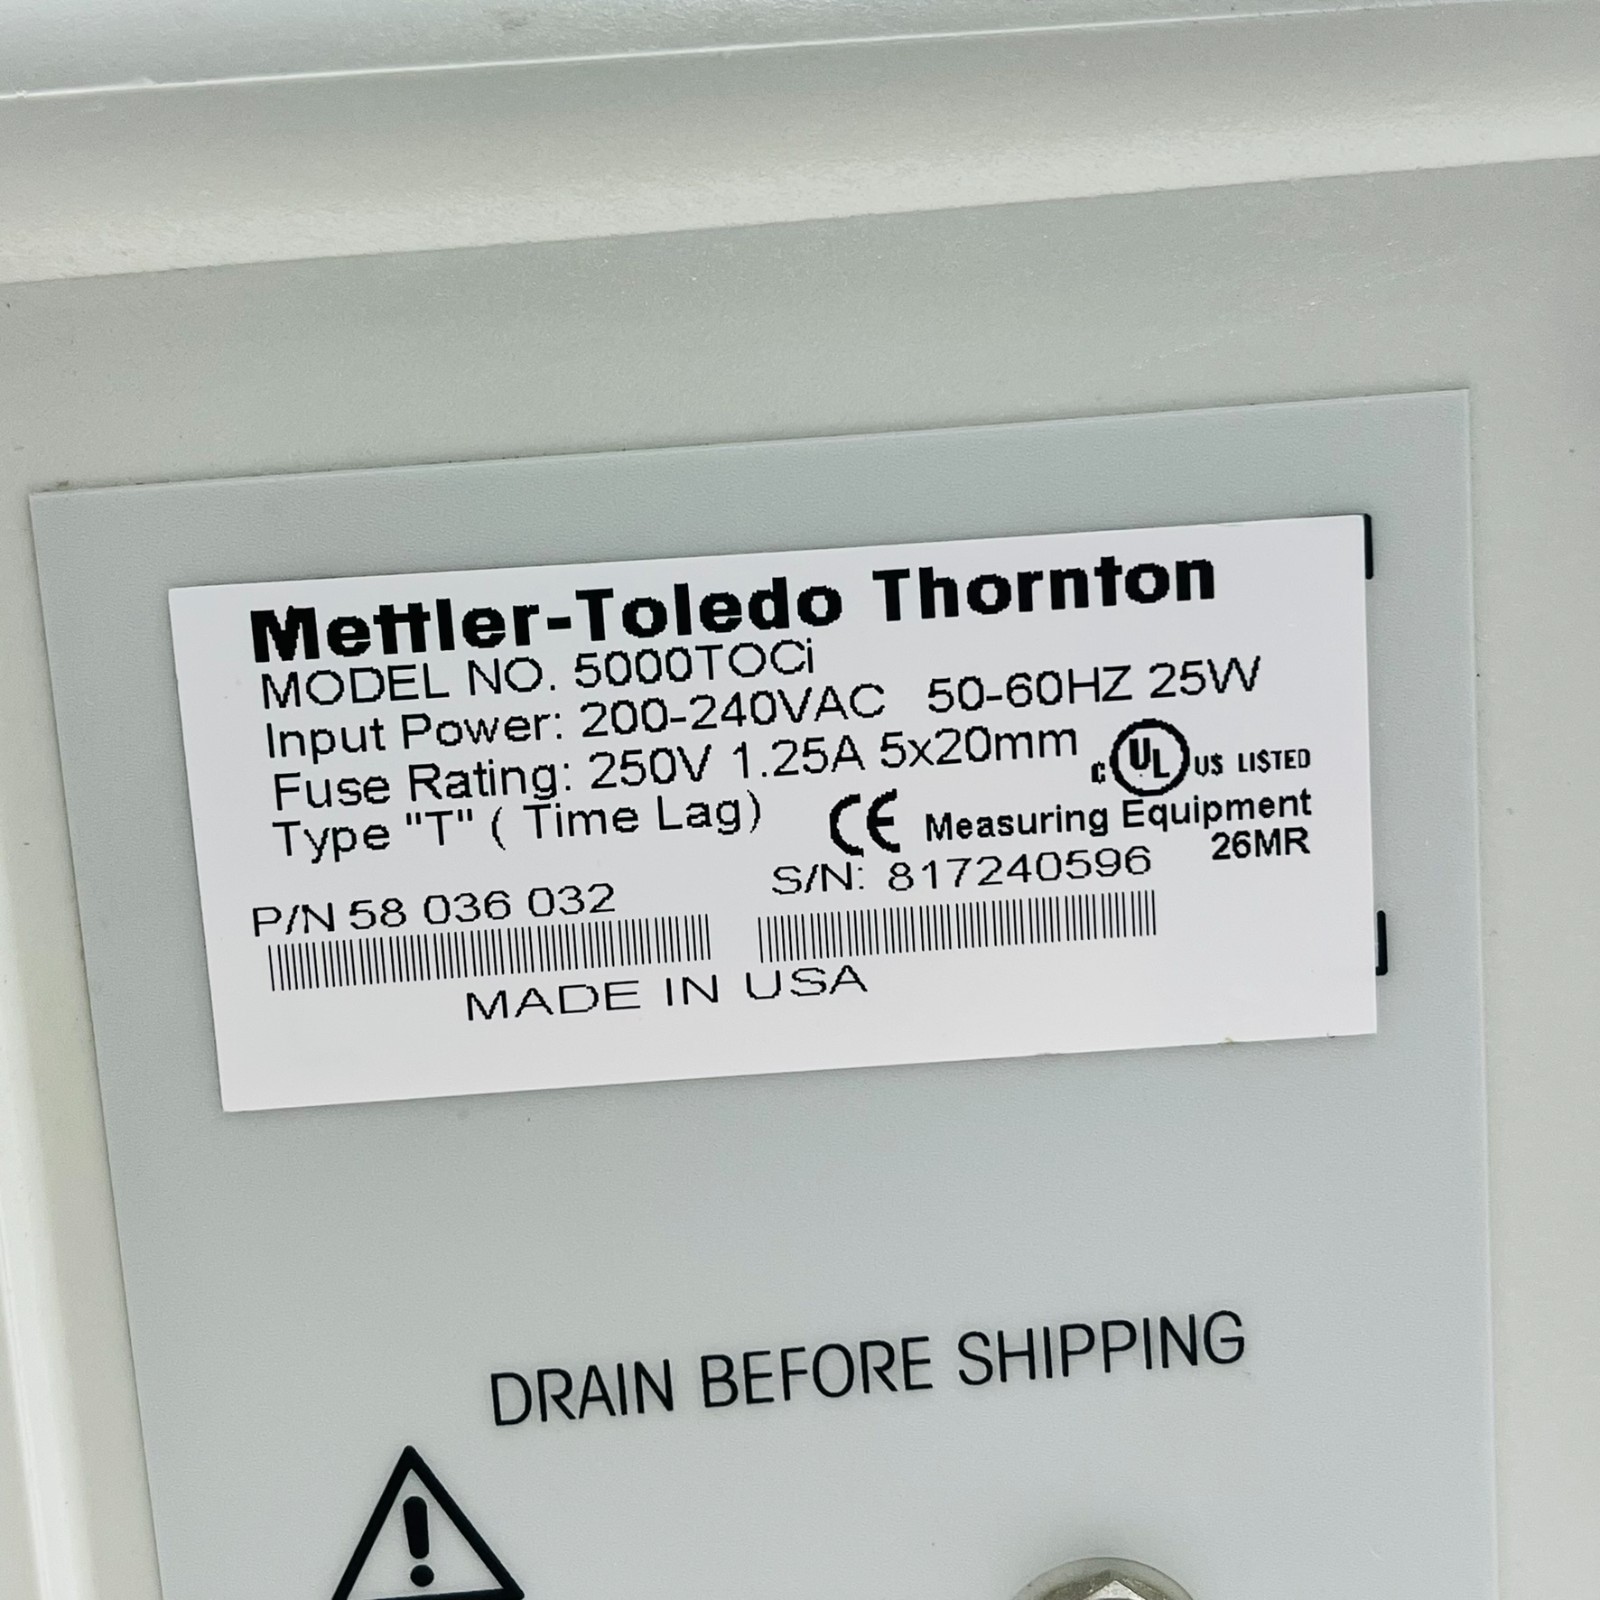 Mettler-Toledo Thornton
MODEL NO. 5000TOCi
Input Power: 200-240VAC 50-60HZ 25W
Fuse Rating: 250V 1.25A 5x20mm
C UL US LISTED
Type "T" ( Time Lag)
CE Measuring Equipment
26MR
P/N 58 036 032
S/N: 817240596
MADE IN USA
DRAIN BEFORE SHIPPING
!